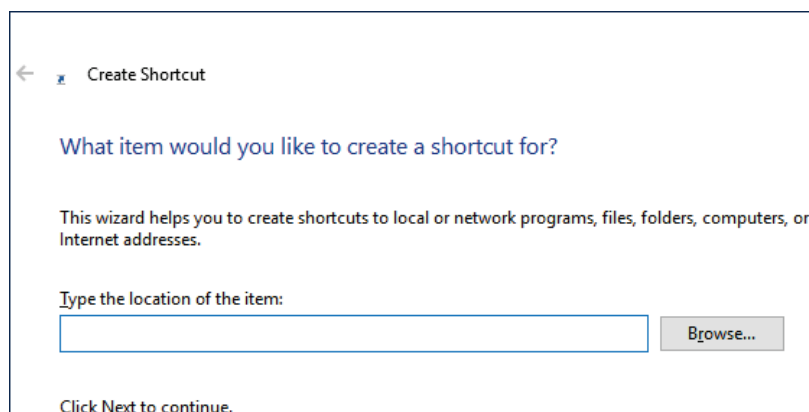 Create Shortcut
What item would you like to create a shortcut for?
This wizard helps you to create shortcuts to local or network programs, files, folders, computers, or
Internet addresses.
Type the location of the item:
Browse...
Click Next to continue.